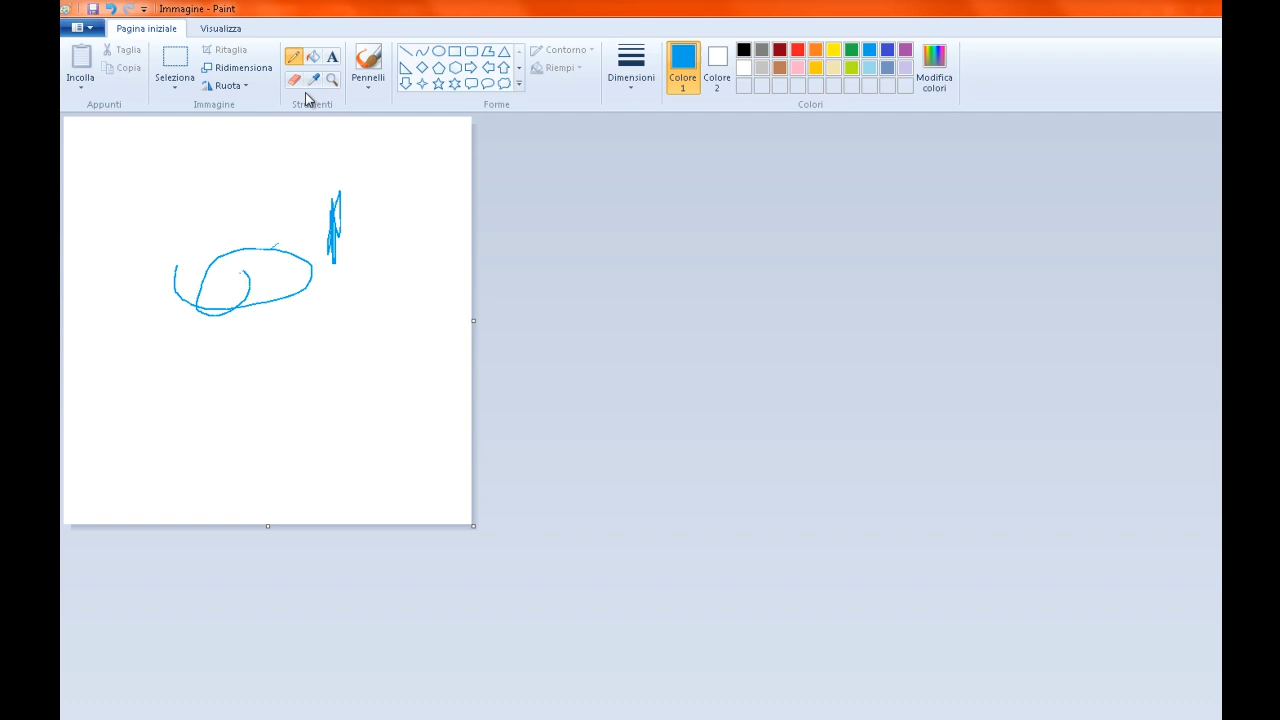 Immagine - Paint
Pagina iniziale Visualizza
Incolla
Taglia
Copia
Appunti
Seleziona
Ritaglia
Ridimensiona
Ruota
Immagine
A
Strumenti
Pennelli
Contorno
Riempi
Forme
Dimensioni
Colore 1
Colore 2
Modifica colori
Colori